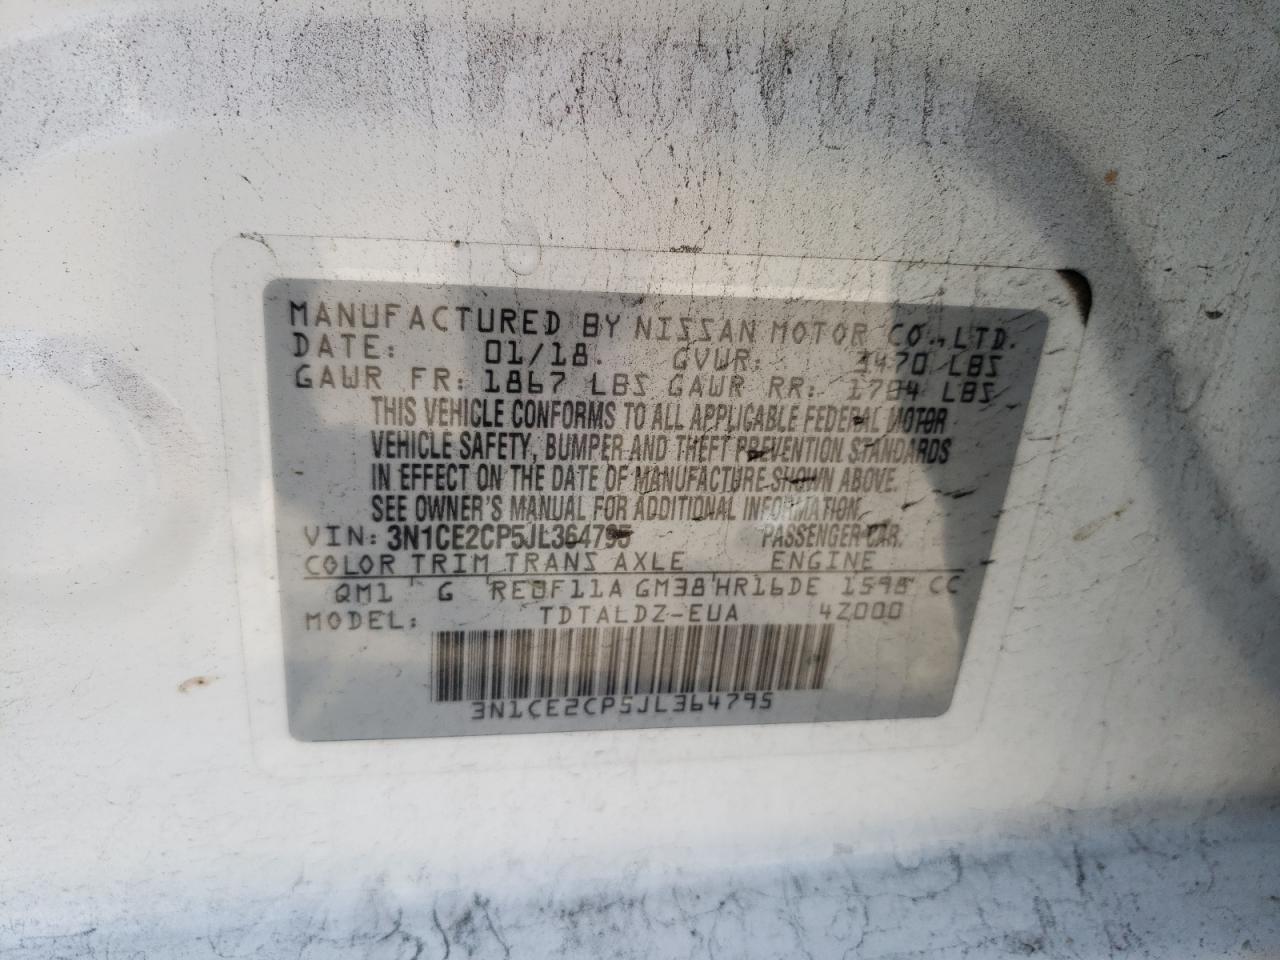 MANUFACTURED BY NISSAN MOTOR CO., LTD.
DATE: 01/18. GVWR: 3470 LBS
GAWR FR: 1867 LBS GAWR RR: 1784 LBS
THIS VEHICLE CONFORMS TO ALL APPLICABLE FEDERAL MOTOR
VEHICLE SAFETY, BUMPER AND THEFT PREVENTION STANDARDS
IN EFFECT ON THE DATE OF MANUFACTURE SHOWN ABOVE.
SEE OWNER'S MANUAL FOR ADDITIONAL INFORMATION.
VIN: 3N1CE2CP5JL364795 PASSENGER CAR.
COLOR TRIM TRANS AXLE ENGINE
QM1 G RE0F11A GM38 HR16DE 1598 CC
MODEL: TDTALDZ-EUA 4Z000
3N1CE2CP5JL364795